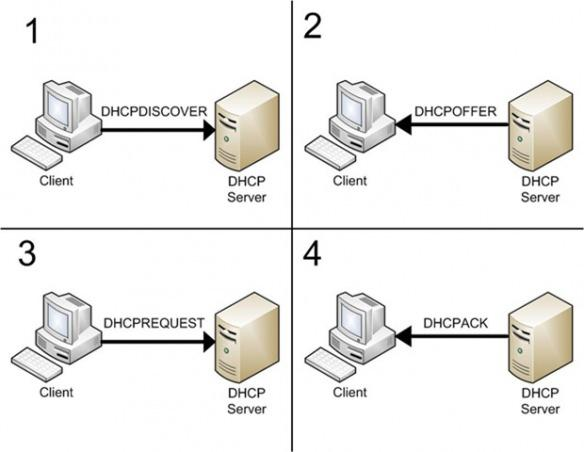 1
DHCPDISCOVER
Client
DHCP
Server
2
DHCPOFFER
Client
DHCP
Server
3
DHCPREQUEST
Client
DHCP
Server
4
DHCPACK
Client
DHCP
Server